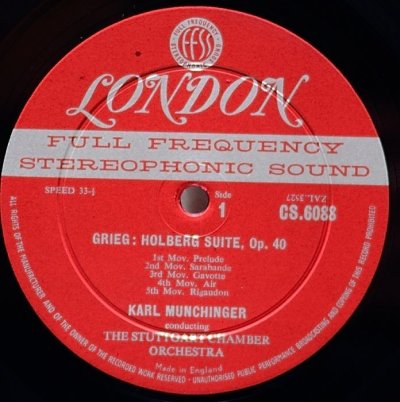 FULL FREQUENCY STEREOPHONIC SOUND
FFSS
LONDON
FULL FREQUENCY
STEREOPHONIC SOUND
SPEED 33-⅓
Side
1
ZAL.3527
CS.6088
GRIEG: HOLBERG SUITE, Op. 40
1st Mov. Prelude
2nd Mov. Sarabande
3rd Mov. Gavotte
4th Mov. Air
5th Mov. Rigaudon
KARL MUNCHINGER
conducting
THE STUTTGART CHAMBER
ORCHESTRA
Made in England
ALL RIGHTS OF THE MANUFACTURER AND OF THE OWNER OF THE RECORDED WORK RESERVED - UNAUTHORISED PUBLIC PERFORMANCE BROADCASTING AND COPYING OF THIS RECORD PROHIBITED